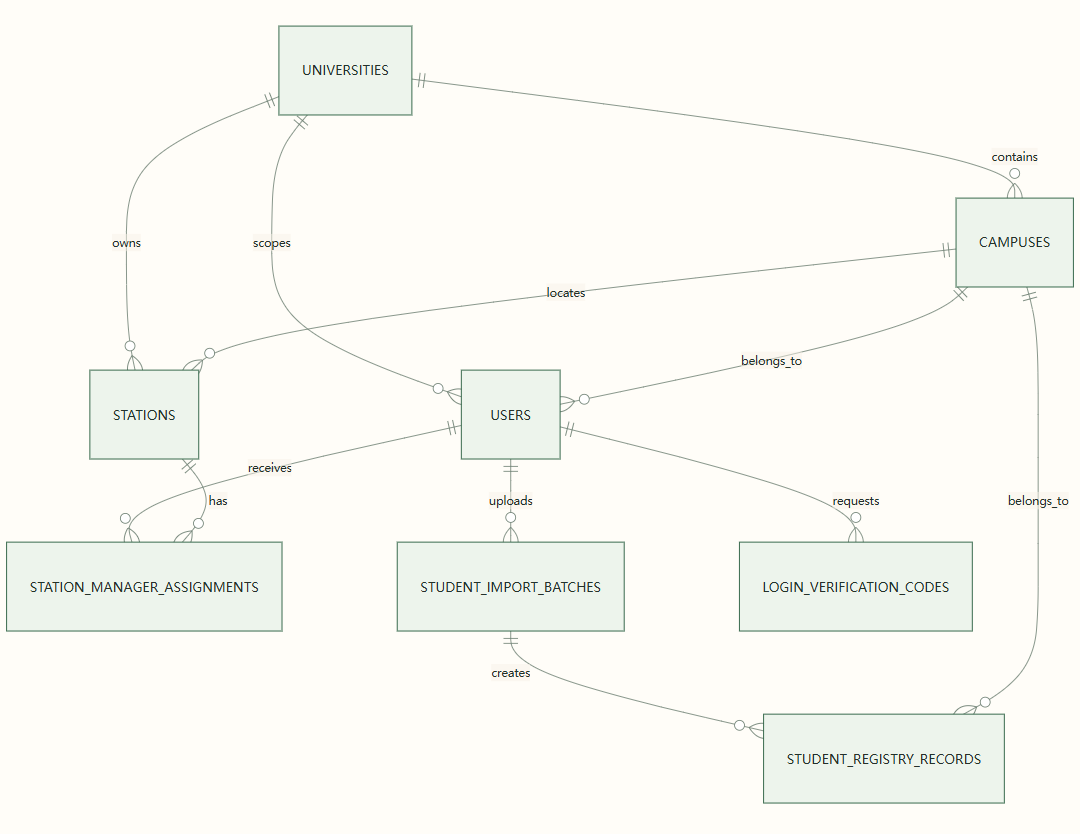 UNIVERSITIES
contains
owns
scopes
CAMPUSES
locates
belongs_to
STATIONS
USERS
receives
has
uploads
requests
belongs_to
STATION_MANAGER_ASSIGNMENTS
STUDENT_IMPORT_BATCHES
LOGIN_VERIFICATION_CODES
creates
STUDENT_REGISTRY_RECORDS